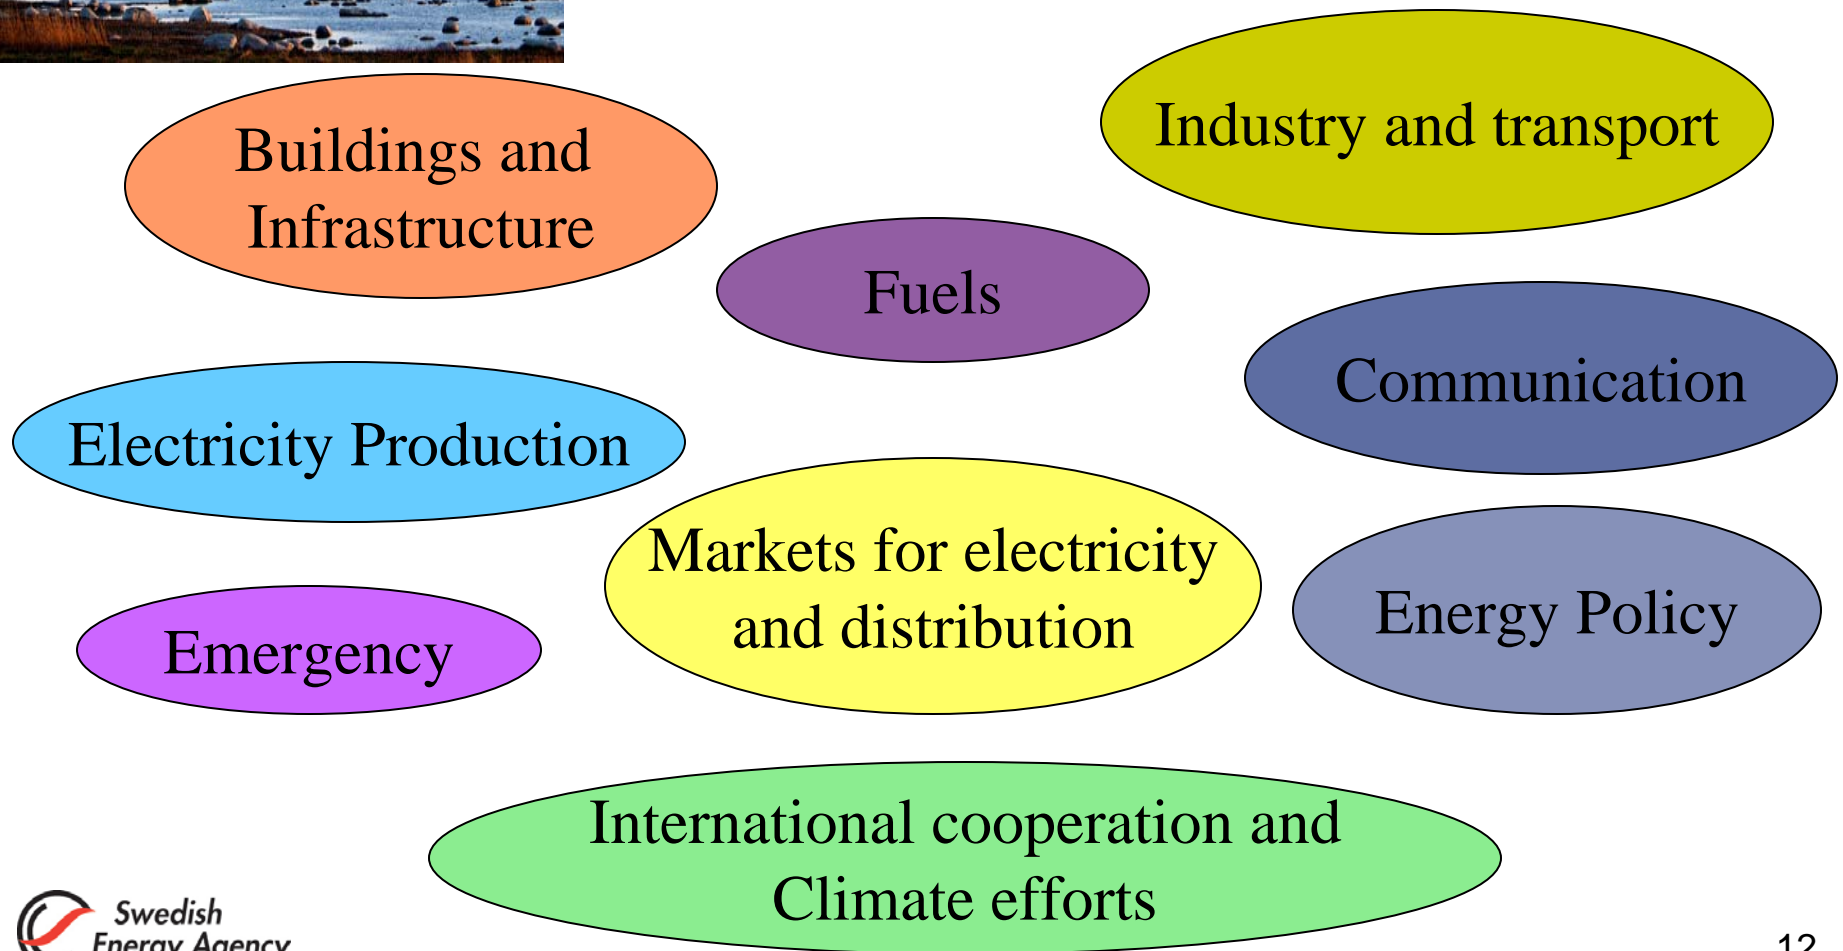 Buildings and
Infrastructure
Industry and transport
Fuels
Communication
Electricity Production
Markets for electricity
and distribution
Energy Policy
Emergency
International cooperation and
Climate efforts
Swedish
Energy Agency
12